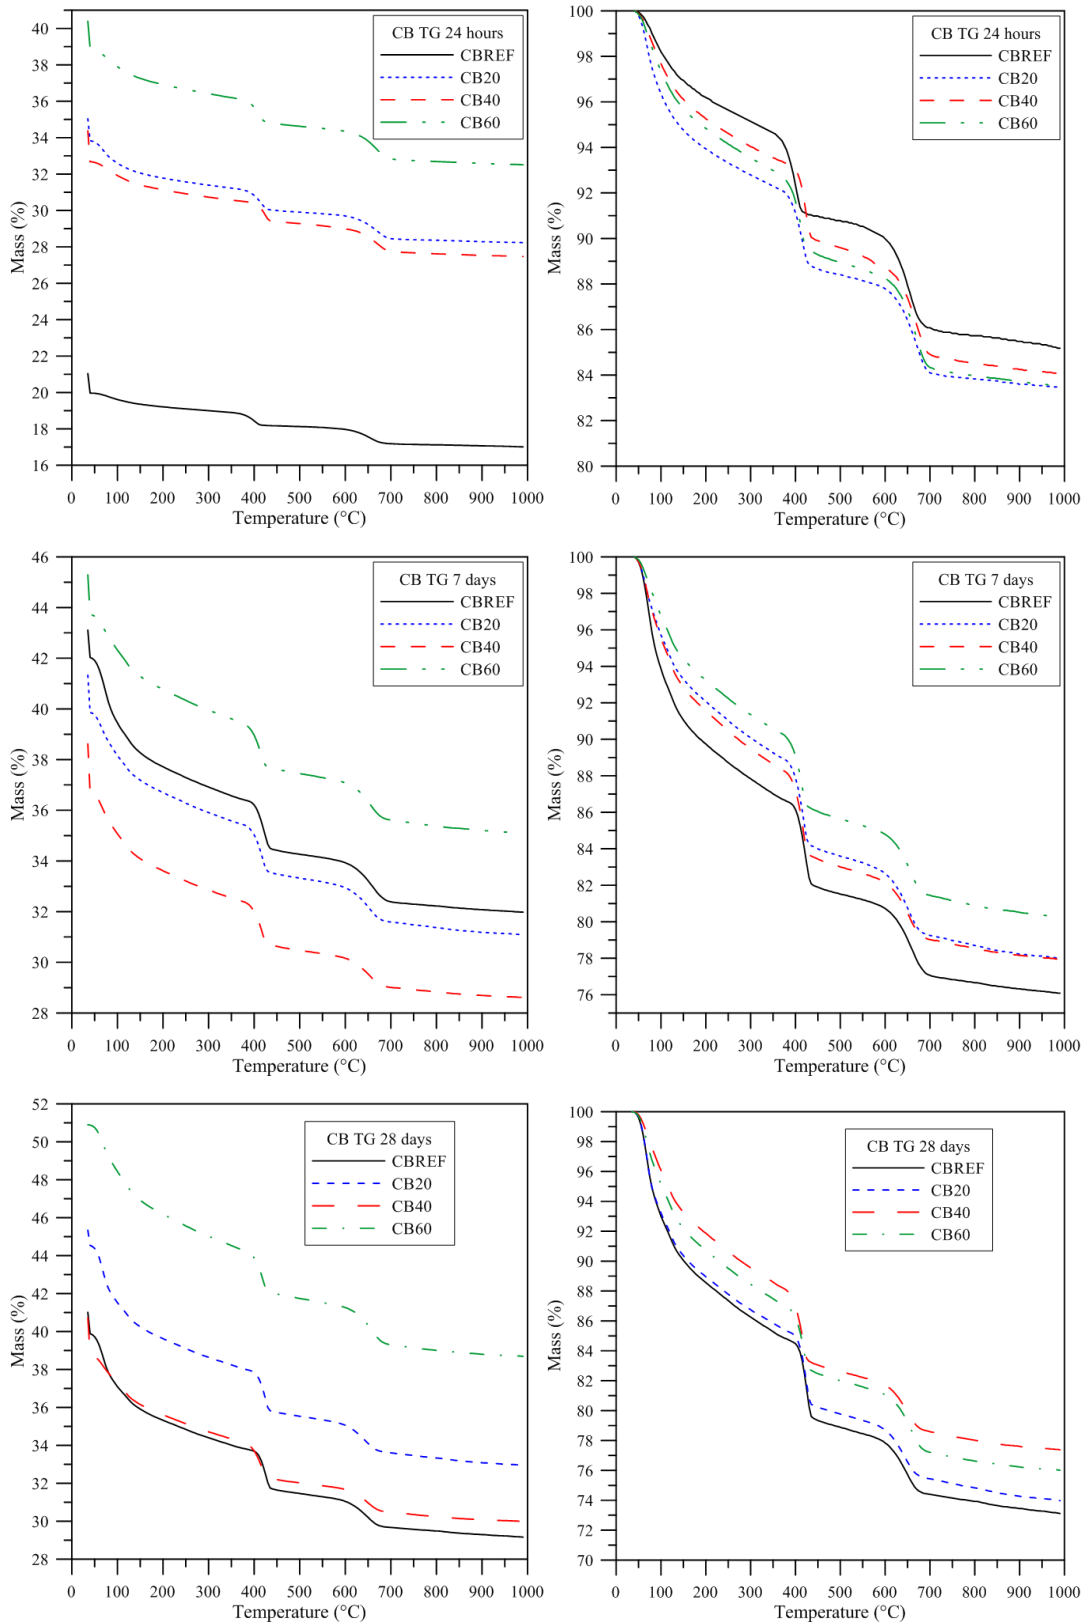 CB TG 24 hours
CBREF
CB20
CB40
CB60
41
40
38
36
34
32
30
28
26
24
22
20
18
16
Mass (%)
0 100 200 300 400 500 600 700 800 900 1000
Temperature (°C)
CB TG 24 hours
CBREF
CB20
CB40
CB60
100
98
96
94
92
90
88
86
84
82
80
Mass (%)
0 100 200 300 400 500 600 700 800 900 1000
Temperature (°C)
CB TG 7 days
CBREF
CB20
CB40
CB60
46
44
42
40
38
36
34
32
30
28
Mass (%)
0 100 200 300 400 500 600 700 800 900 1000
Temperature (°C)
CB TG 7 days
CBREF
CB20
CB40
CB60
100
98
96
94
92
90
88
86
84
82
80
78
76
Mass (%)
0 100 200 300 400 500 600 700 800 900 1000
Temperature (°C)
CB TG 28 days
CBREF
CB20
CB40
CB60
52
50
48
46
44
42
40
38
36
34
32
30
28
Mass (%)
0 100 200 300 400 500 600 700 800 900 1000
Temperature (°C)
CB TG 28 days
CBREF
CB20
CB40
CB60
100
98
96
94
92
90
88
86
84
82
80
78
76
74
72
70
Mass (%)
0 100 200 300 400 500 600 700 800 900 1000
Temperature (°C)